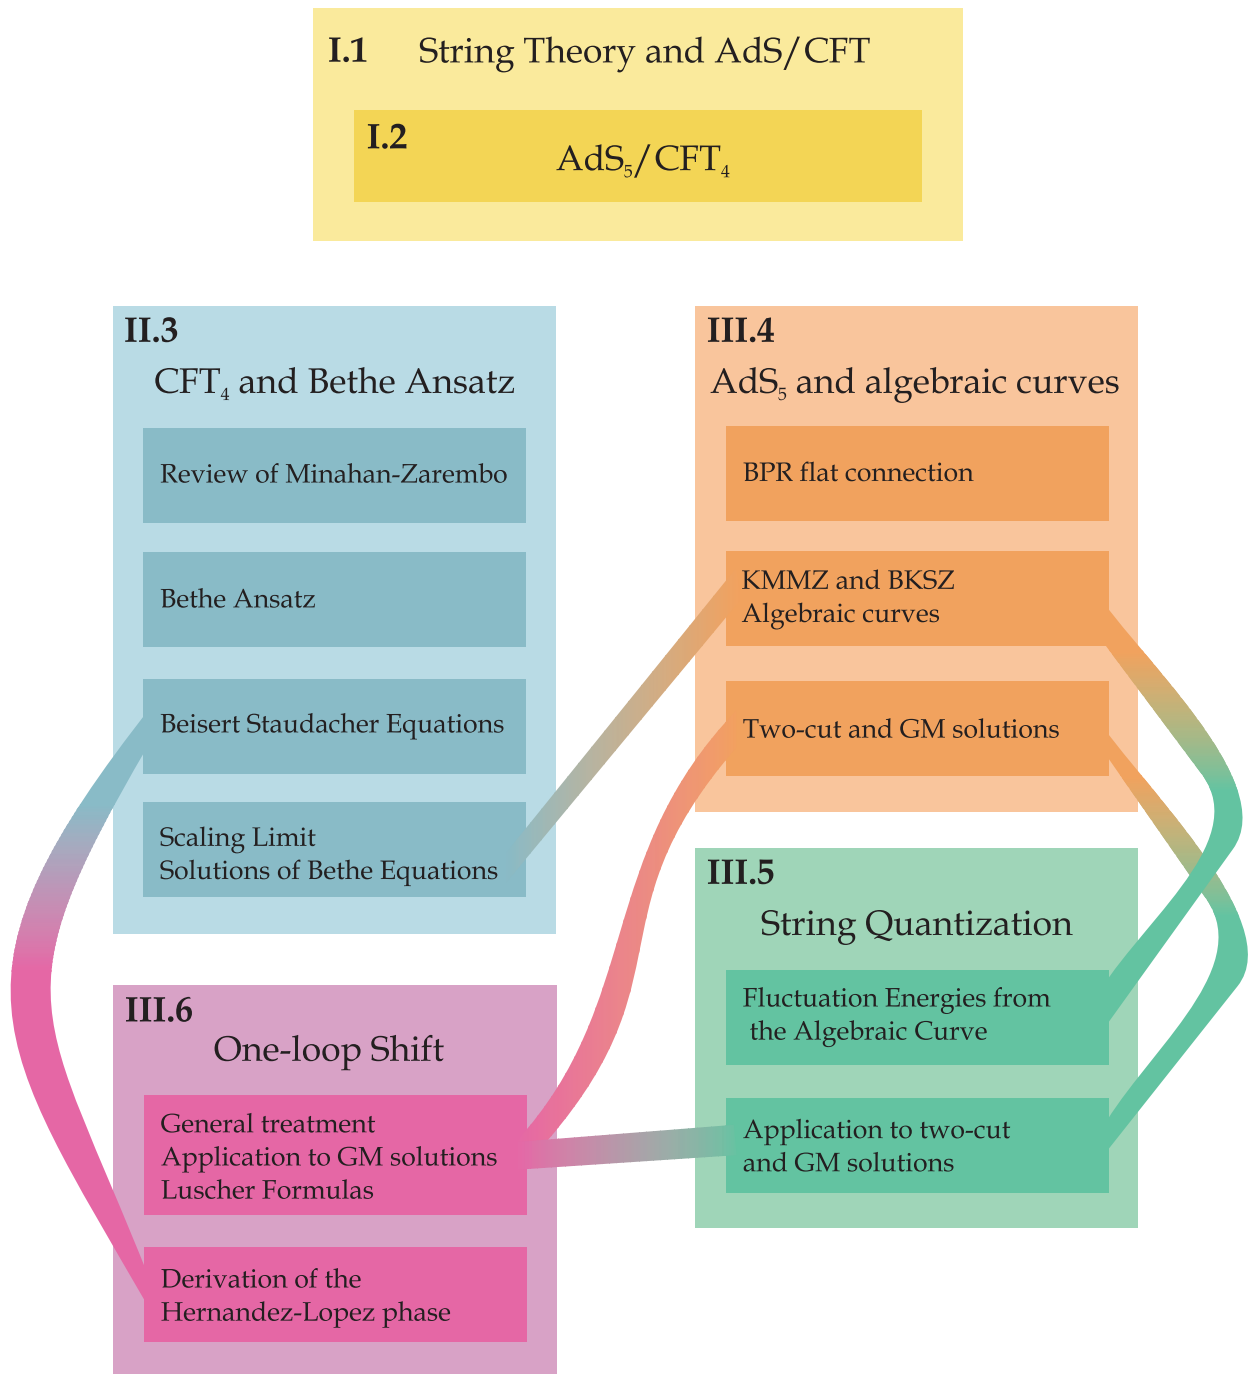 I.1 String Theory and AdS/CFT
I.2
AdS₅/CFT₄
II.3
CFT₄ and Bethe Ansatz
Review of Minahan-Zarembo
Bethe Ansatz
Beisert Staudacher Equations
Scaling Limit
Solutions of Bethe Equations
III.4
AdS₅ and algebraic curves
BPR flat connection
KMMZ and BKSZ
Algebraic curves
Two-cut and GM solutions
III.5
String Quantization
Fluctuation Energies from
the Algebraic Curve
Application to two-cut
and GM solutions
III.6
One-loop Shift
General treatment
Application to GM solutions
Luscher Formulas
Derivation of the
Hernandez-Lopez phase